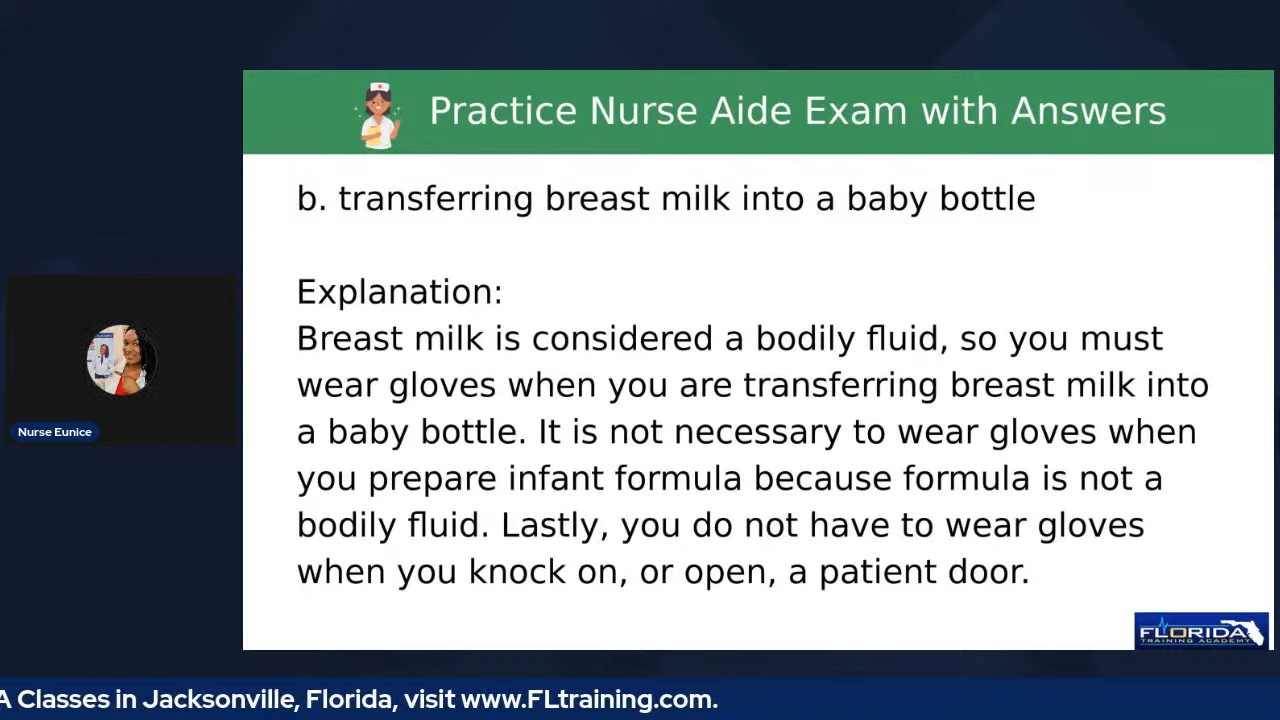 Practice Nurse Aide Exam with Answers
b. transferring breast milk into a baby bottle
Explanation:
Breast milk is considered a bodily fluid, so you must
wear gloves when you are transferring breast milk into
a baby bottle. It is not necessary to wear gloves when
you prepare infant formula because formula is not a
bodily fluid. Lastly, you do not have to wear gloves
when you knock on, or open, a patient door.
Nurse Eunice
FLORIDA
TRAINING ACADEMY
A Classes in Jacksonville, Florida, visit www.FLtraining.com.